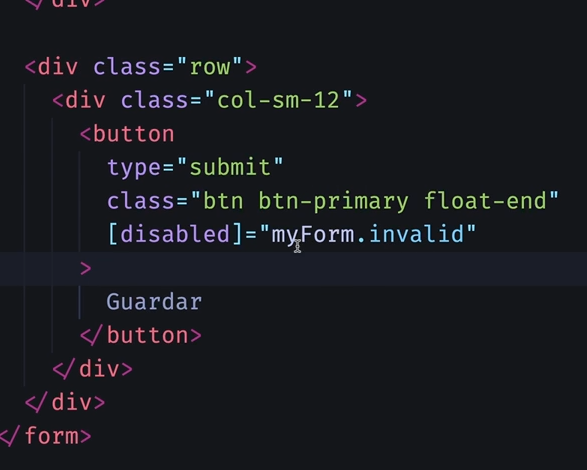 </div>
<div class="row">
<div class="col-sm-12">
<button
type="submit"
class="btn btn-primary float-end"
[disabled]="myForm.invalid"
>
Guardar
</button>
</div>
</div>
</form>